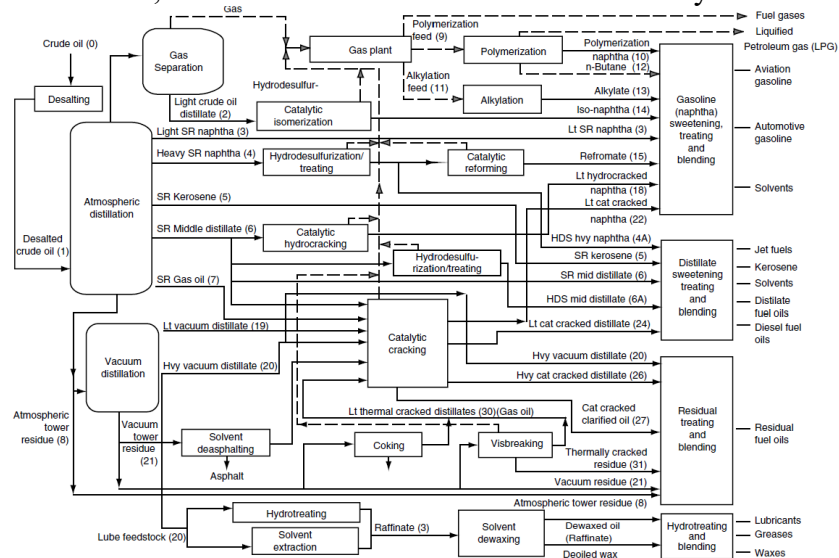 Gas
Fuel gases
Liquified
Petroleum gas (LPG)
Crude oil (0)
Gas
Separation
Gas plant
Polymerization
feed (9)
Polymerization
Polymerization
naphtha (10)
n-Butane (12)
Desalting
Hydrodesulfur-
Alkylation
feed (11)
Alkylation
Alkylate (13)
Aviation
gasoline
Light crude oil
distillate (2)
Catalytic
isomerization
Iso-naphtha (14)
Gasoline
(naphtha)
sweetening,
treating
and
blending
Light SR naphtha (3)
Lt SR naphtha (3)
Automotive
gasoline
Heavy SR naphtha (4)
Hydrodesulfurization/
treating
Catalytic
reforming
Refromate (15)
Atmospheric
distillation
SR Kerosene (5)
Lt hydrocracked
naphtha (18)
Lt cat cracked
naphtha (22)
Solvents
SR Middle distillate (6)
Catalytic
hydrocracking
HDS hvy naphtha (4A)
Desalted
crude oil (1)
Hydrodesulfu-
rization/treating
SR kerosene (5)
SR mid distillate (6)
Distillate
sweetening
treating
and
blending
Jet fuels
Kerosene
Solvents
Distilate
fuel oils
Diesel fuel
oils
SR Gas oil (7)
HDS mid distillate (6A)
Lt vacuum distillate (19)
Catalytic
cracking
Lt cat cracked distillate (24)
Vacuum
distillation
Hvy vacuum distillate (20)
Hvy vacuum distillate (20)
Hvy cat cracked distillate (26)
Atmospheric
tower
residue (8)
Vacuum
tower
residue (21)
Lt thermal cracked distillates (30)(Gas oil)
Cat cracked
clarified oil (27)
Residual
treating
and
blending
Residual
fuel oils
Solvent
deasphalting
Coking
Visbreaking
Asphalt
Thermally cracked
residue (31)
Vacuum residue (21)
Atmospheric tower residue (8)
Lube feedstock (20)
Hydrotreating
Solvent
extraction
Raffinate (3)
Solvent
dewaxing
Dewaxed oil
(Raffinate)
Deoiled wax
Hydrotreating
and
blending
Lubricants
Greases
Waxes